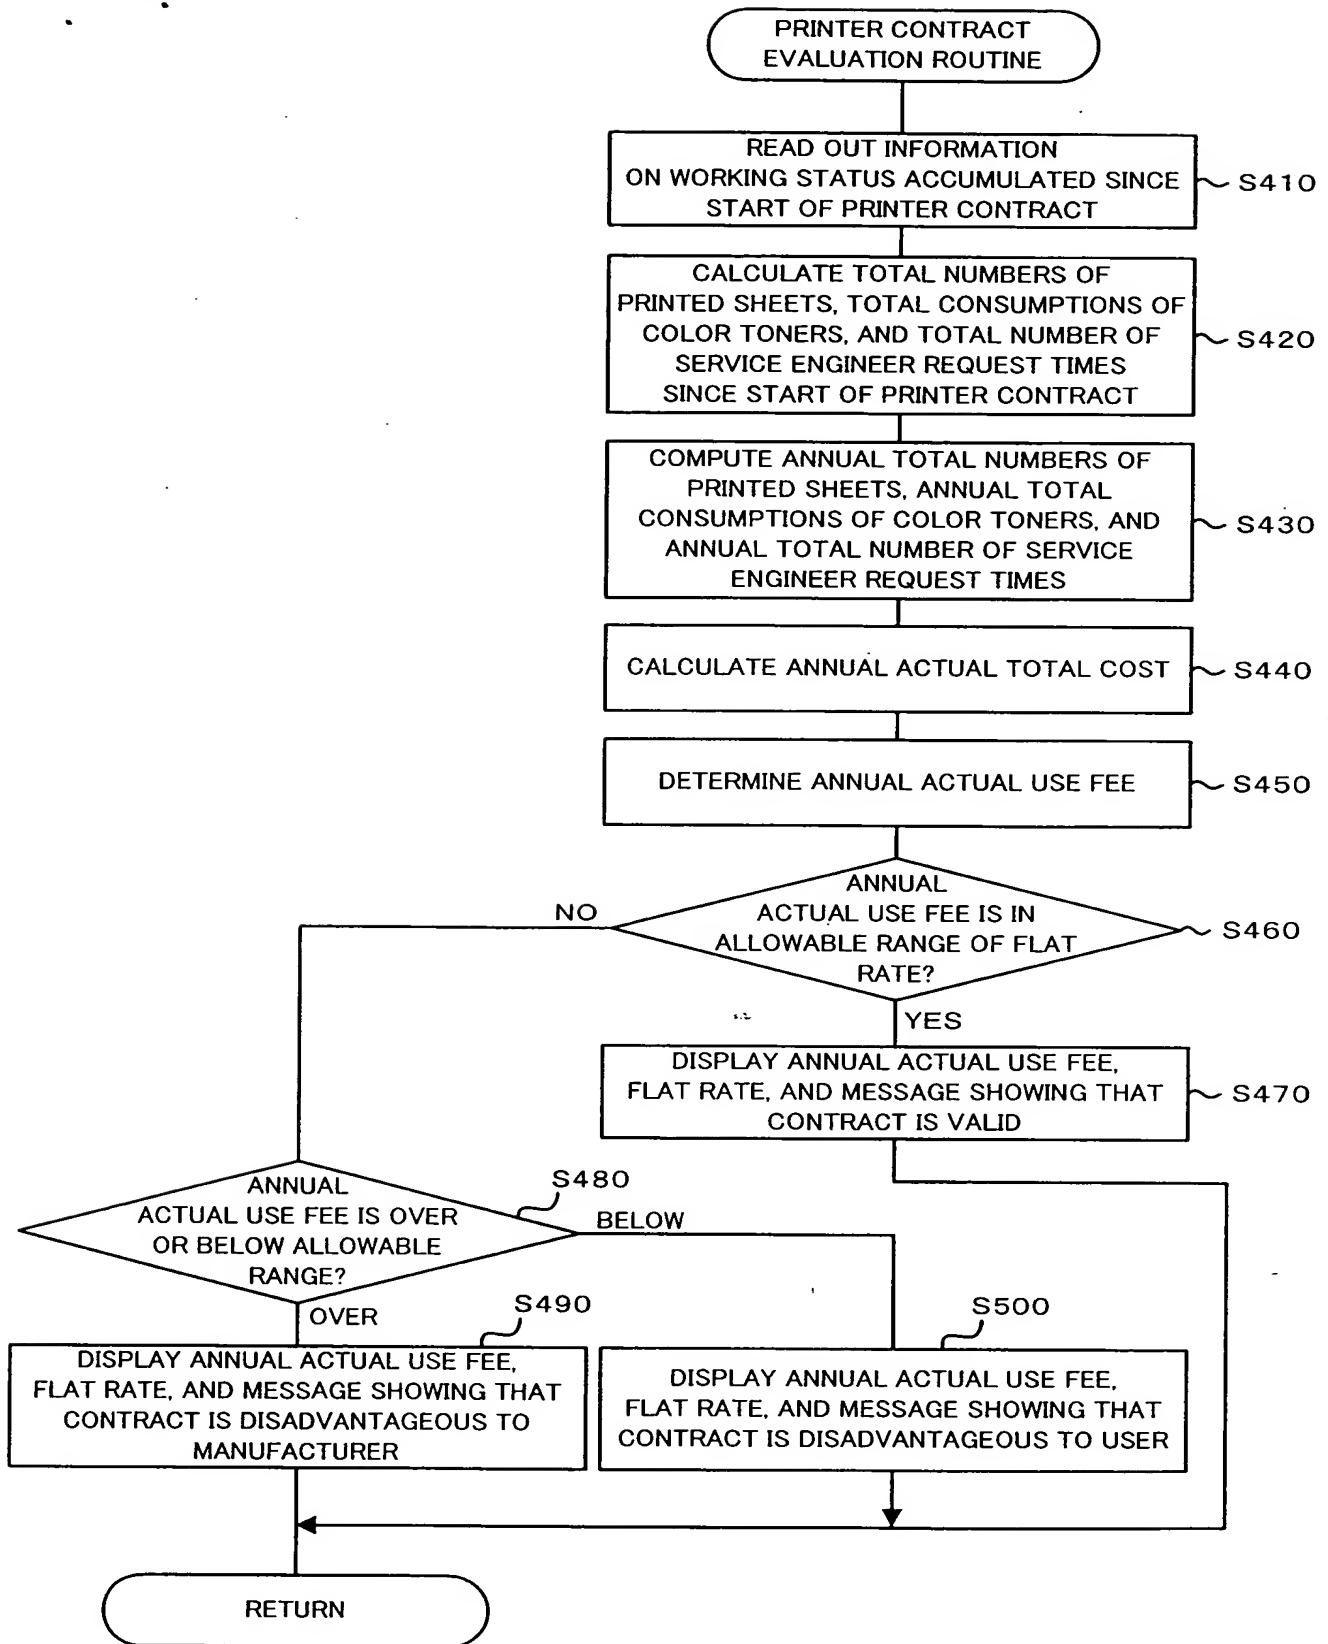 PRINTER CONTRACT
EVALUATION ROUTINE
READ OUT INFORMATION
ON WORKING STATUS ACCUMULATED SINCE
START OF PRINTER CONTRACT
S410
CALCULATE TOTAL NUMBERS OF
PRINTED SHEETS, TOTAL CONSUMPTIONS OF
COLOR TONERS, AND TOTAL NUMBER OF
SERVICE ENGINEER REQUEST TIMES
SINCE START OF PRINTER CONTRACT
S420
COMPUTE ANNUAL TOTAL NUMBERS OF
PRINTED SHEETS, ANNUAL TOTAL
CONSUMPTIONS OF COLOR TONERS, AND
ANNUAL TOTAL NUMBER OF SERVICE
ENGINEER REQUEST TIMES
S430
CALCULATE ANNUAL ACTUAL TOTAL COST
S440
DETERMINE ANNUAL ACTUAL USE FEE
S450
ANNUAL
ACTUAL USE FEE IS IN
ALLOWABLE RANGE OF FLAT
RATE?
S460
NO
YES
DISPLAY ANNUAL ACTUAL USE FEE,
FLAT RATE, AND MESSAGE SHOWING THAT
CONTRACT IS VALID
S470
ANNUAL
ACTUAL USE FEE IS OVER
OR BELOW ALLOWABLE
RANGE?
S480
BELOW
OVER
S490
DISPLAY ANNUAL ACTUAL USE FEE,
FLAT RATE, AND MESSAGE SHOWING THAT
CONTRACT IS DISADVANTAGEOUS TO
MANUFACTURER
S500
DISPLAY ANNUAL ACTUAL USE FEE,
FLAT RATE, AND MESSAGE SHOWING THAT
CONTRACT IS DISADVANTAGEOUS TO USER
RETURN